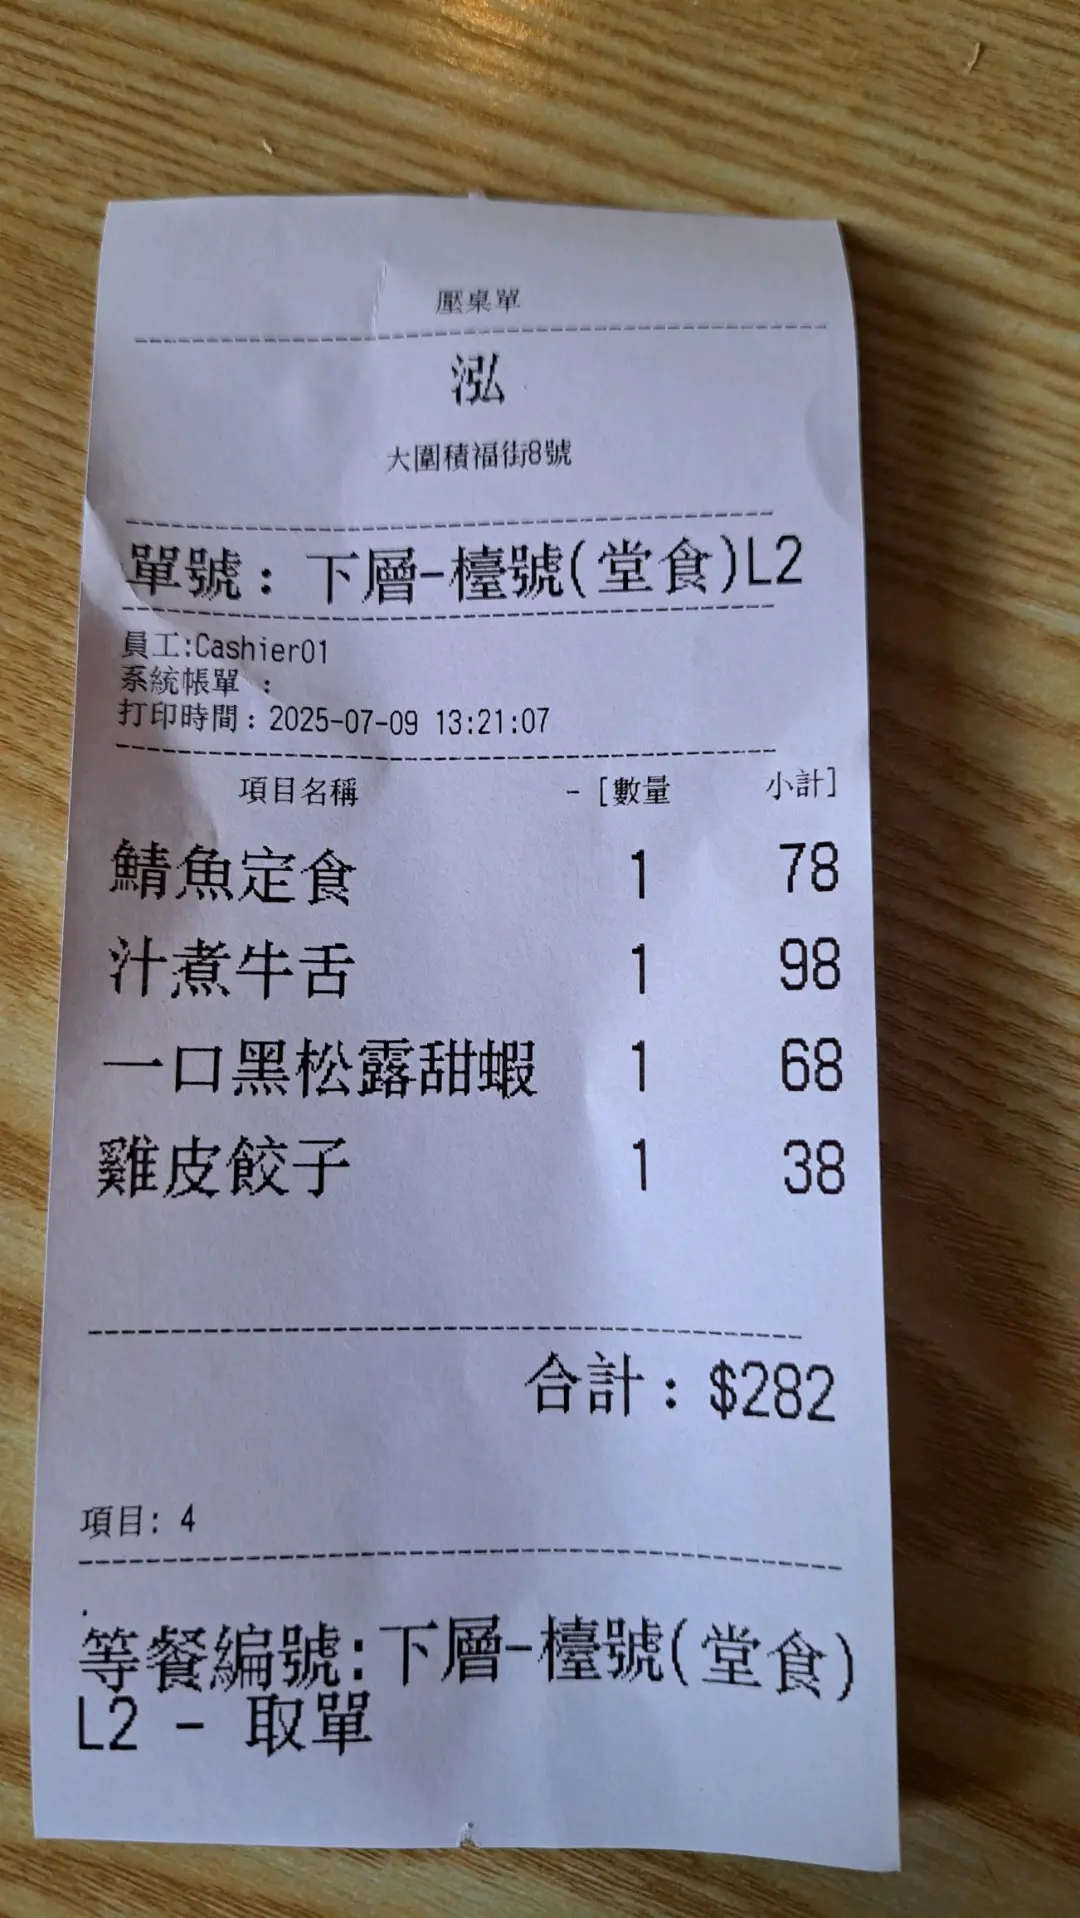 壓桌單
泓
大圍積福街8號
單號：下層-檯號(堂食)L2
員工:Cashier01
系統帳單 :
打印時間：2025-07-09 13:21:07
項目名稱 - [數量 小計]
鯖魚定食 1 78
汁煮牛舌 1 98
一口黑松露甜蝦 1 68
雞皮餃子 1 38
合計：$282
項目: 4
.
等餐編號:下層-檯號(堂食)
L2 - 取單